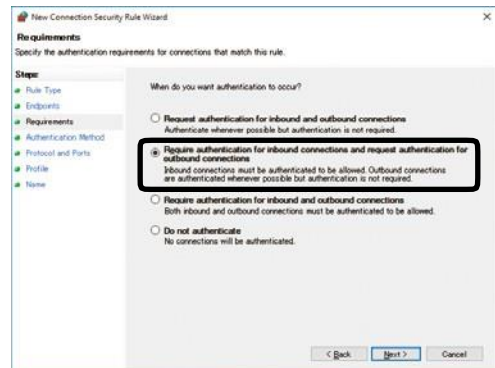 New Connection Security Rule Wizard
Requirements
Specify the authentication requirements for connections that match this rule.
Steps:
Rule Type
Endpoints
Requirements
Authentication Method
Protocol and Ports
Profile
Name
When do you want authentication to occur?
Request authentication for inbound and outbound connections
Authenticate whenever possible but authentication is not required.
Require authentication for inbound connections and request authentication for
outbound connections
Inbound connections must be authenticated to be allowed. Outbound connections
are authenticated whenever possible but authentication is not required.
Require authentication for inbound and outbound connections
Both inbound and outbound connections must be authenticated to be allowed.
Do not authenticate
No connections will be authenticated.
< Back Next > Cancel